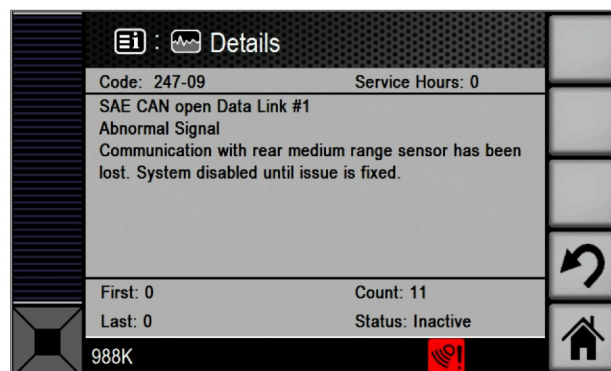 : Details
Code: 247-09 Service Hours: 0
SAE CAN open Data Link #1
Abnormal Signal
Communication with rear medium range sensor has been
lost. System disabled until issue is fixed.
First: 0 Count: 11
Last: 0 Status: Inactive
988K